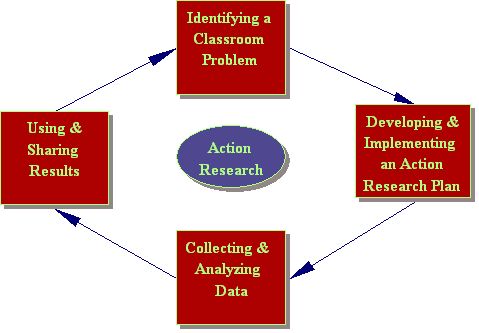 Identifying a
Classroom
Problem
Developing &
Implementing
an Action
Research Plan
Collecting &
Analyzing
Data
Using &
Sharing
Results
Action
Research